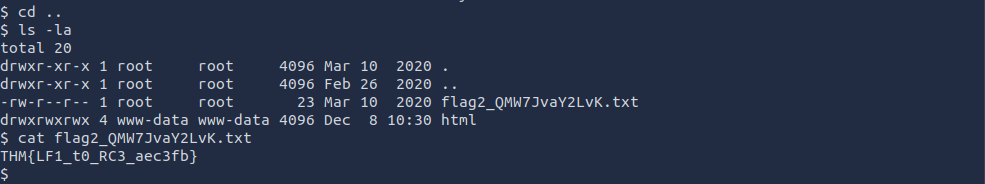 $ cd ..
$ ls -la
total 20
drwxr-xr-x 1 root     root     4096 Mar 10  2020 .
drwxr-xr-x 1 root     root     4096 Feb 26  2020 ..
-rw-r--r-- 1 root     root       23 Mar 10  2020 flag2_QMW7JvaY2LvK.txt
drwxrwxrwx 4 www-data www-data 4096 Dec  8 10:30 html
$ cat flag2_QMW7JvaY2LvK.txt
THM{LF1_t0_RC3_aec3fb}
$